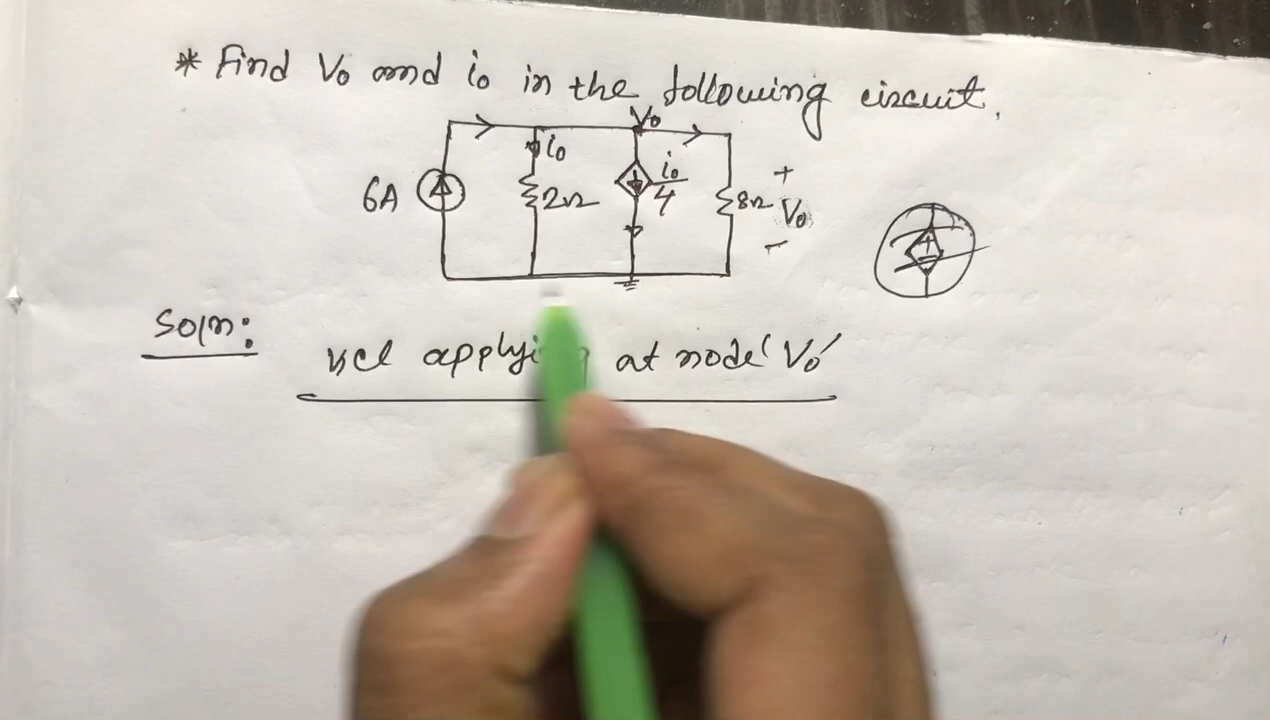 * Find V0 and i0 in the following circuit.
V0
i0
6A
2Ω
i0/4
8Ω
+
V0
-
Soln:
KCL at node 'V0'